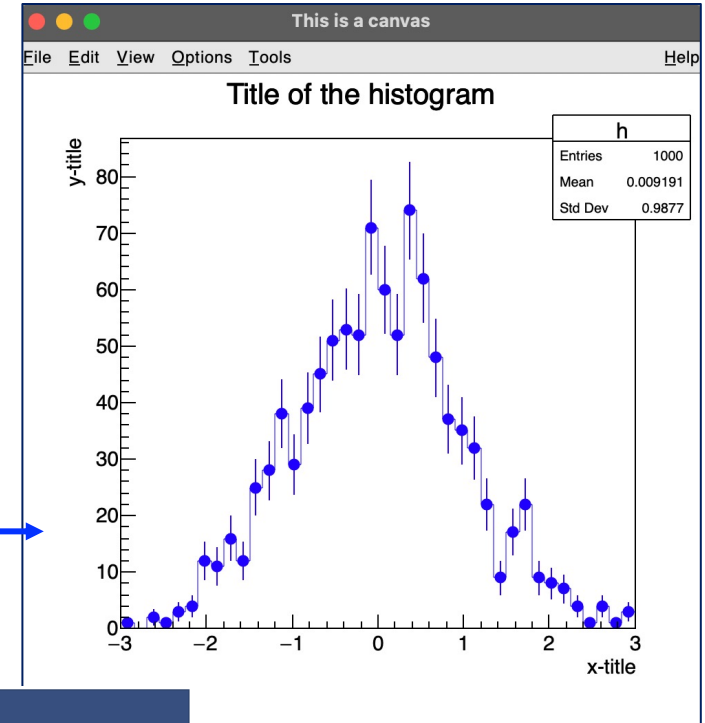 This is a canvas
File Edit View Options Tools Help
Title of the histogram
h
Entries 1000
Mean 0.009191
Std Dev 0.9877
y-title
80
70
60
50
40
30
20
10
0
−3 −2 −1 0 1 2 3
x-title